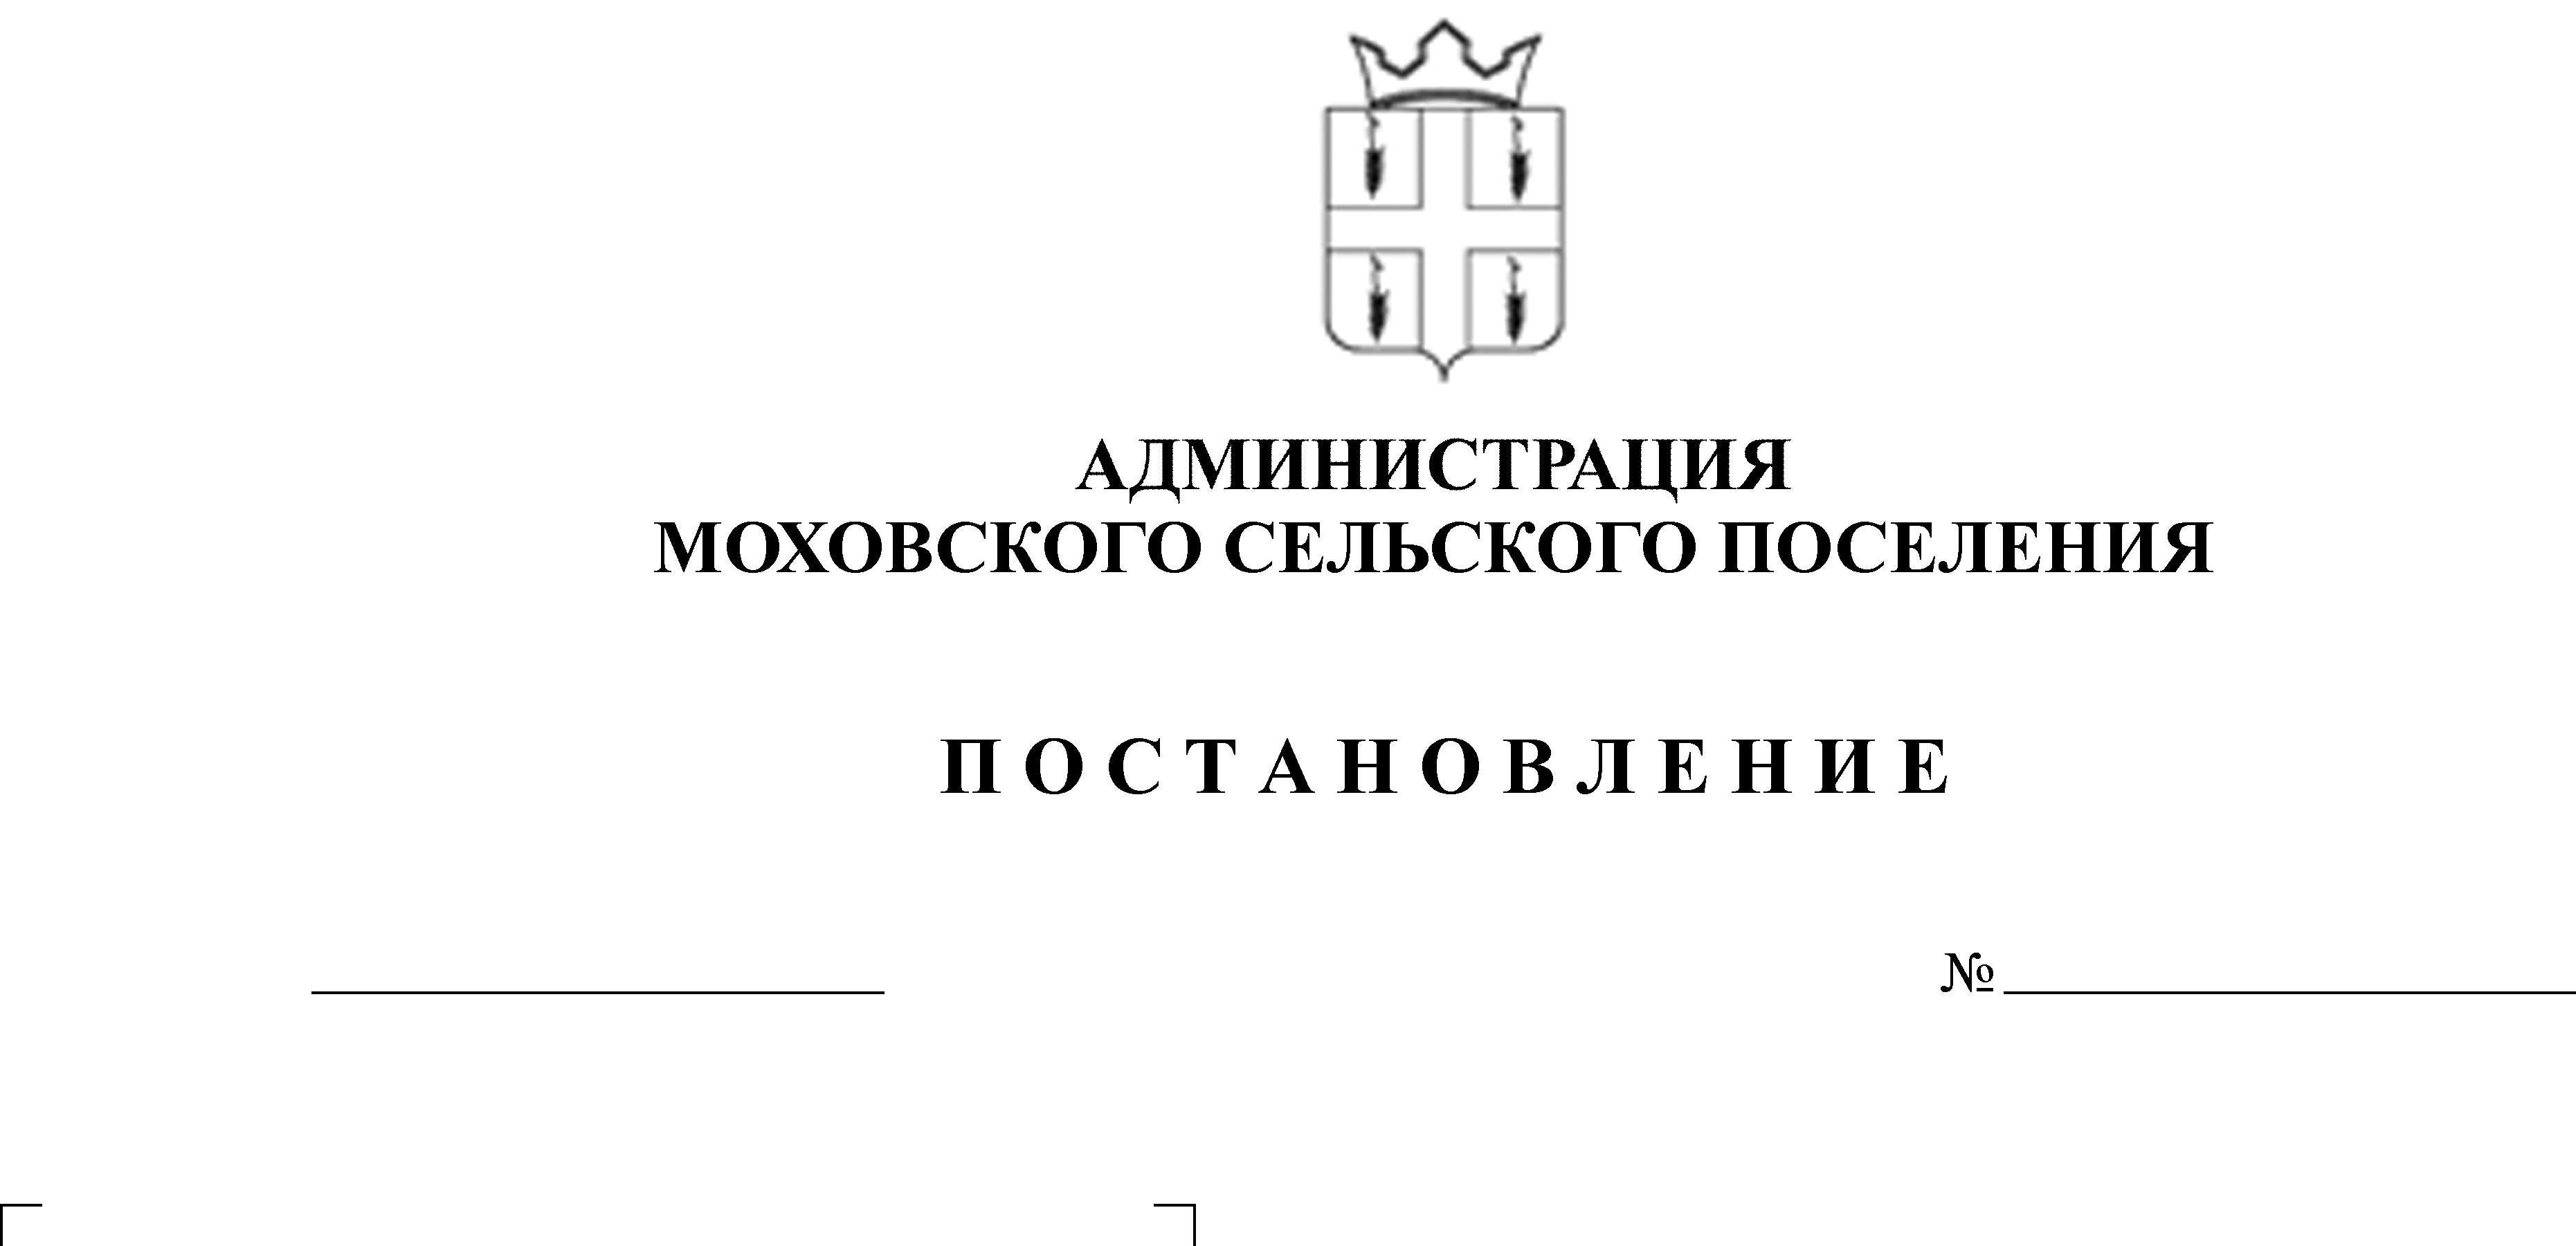 АДМИНИСТРАЦИЯ
МОХОВСКОГО СЕЛЬСКОГО ПОСЕЛЕНИЯ
П О С Т А Н О В Л Е Н И Е
№